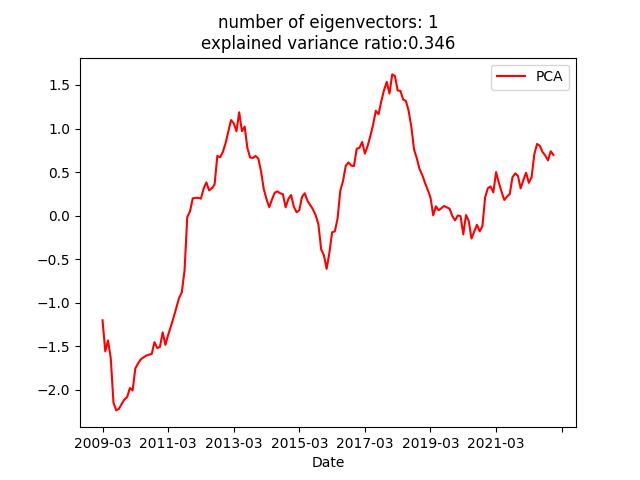 number of eigenvectors: 1
explained variance ratio:0.346
PCA
1.5
1.0
0.5
0.0
−0.5
−1.0
−1.5
−2.0
2009-03 2011-03 2013-03 2015-03 2017-03 2019-03 2021-03
Date